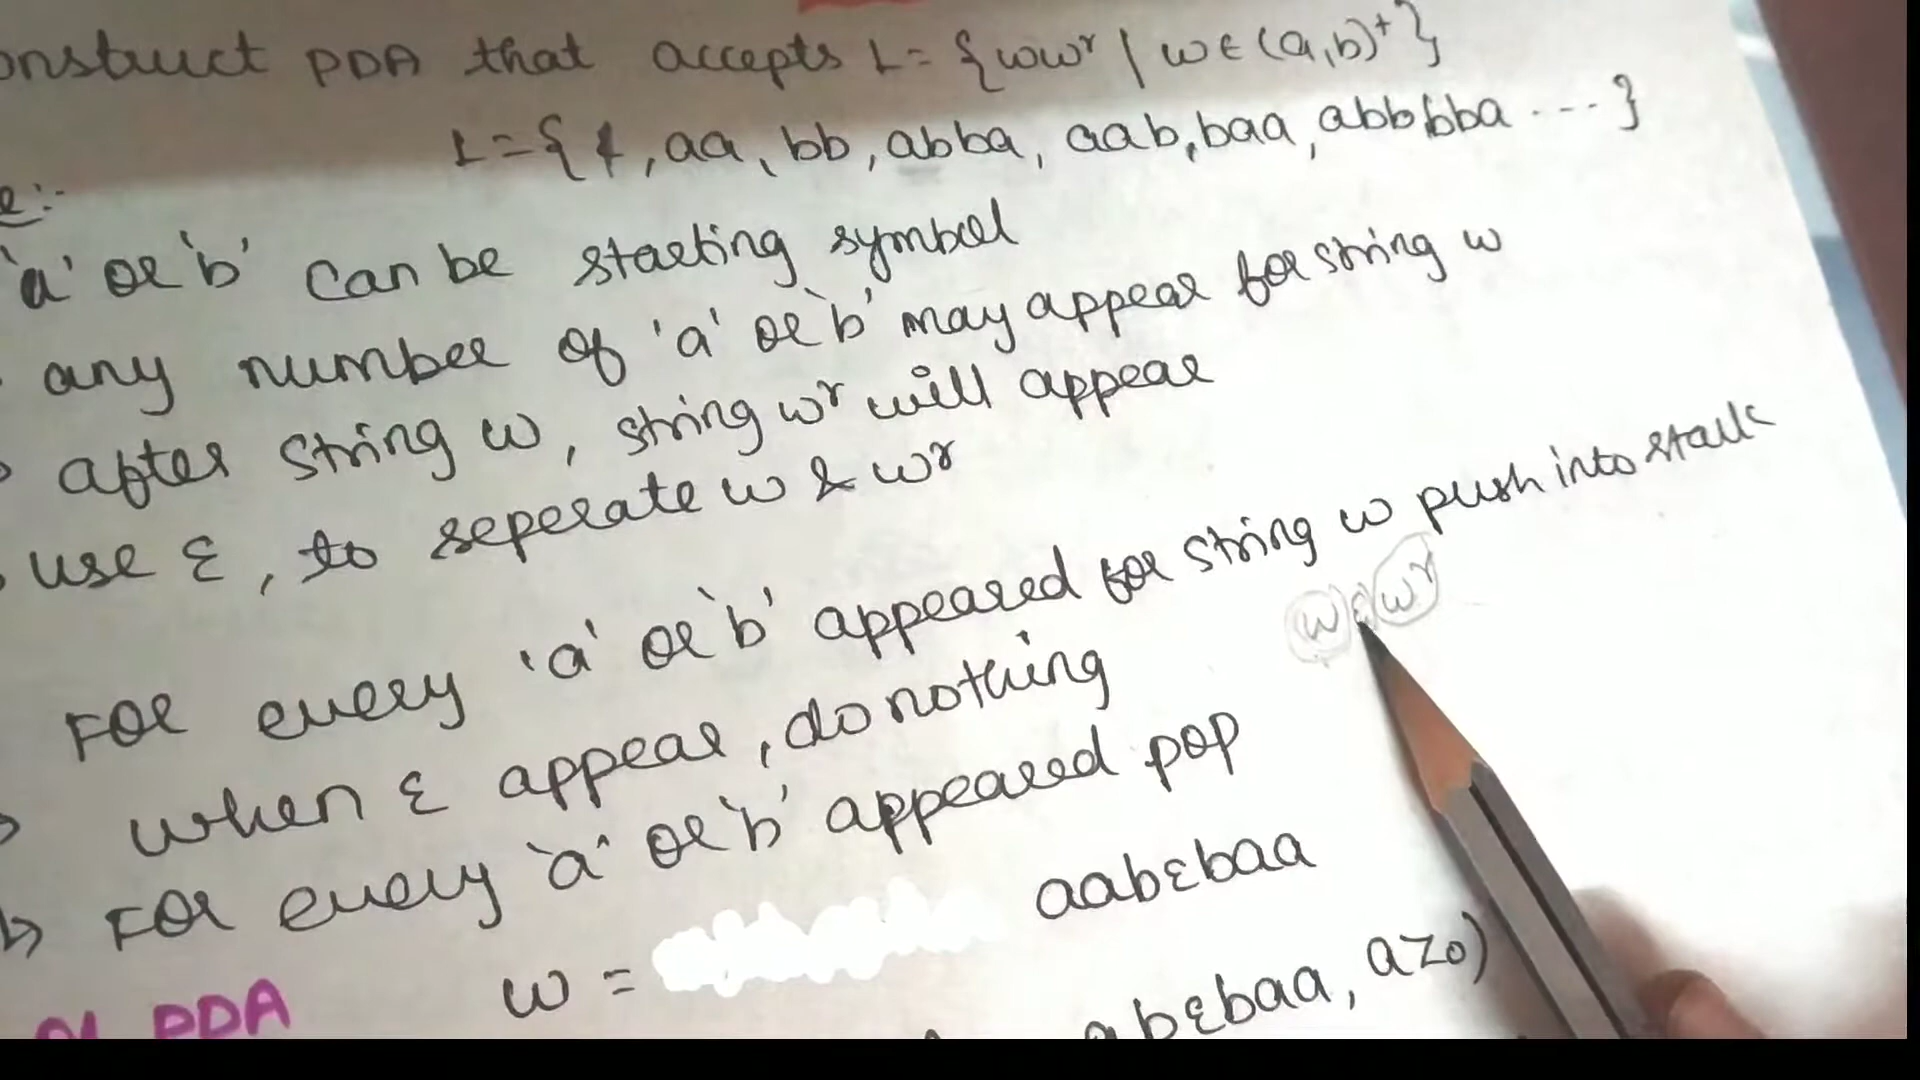 onstruct PDA that accepts L = {wwʳ | w ∈ (a,b)⁺}
L = { , aa, bb, abba, aab,baa, abbbba ---- }
e:-
'a' or 'b' can be starting symbol
any number of 'a' or 'b' may appear for string w
after string w, string wʳ will appear
use ε, to seperate w & wʳ
For every 'a' or 'b' appeared for string w push into stack
w ε wʳ
when ε appear, do nothing
For every 'a' or 'b' appeared pop
w = aabεbaa
PDA
abεbaa, aZ₀)